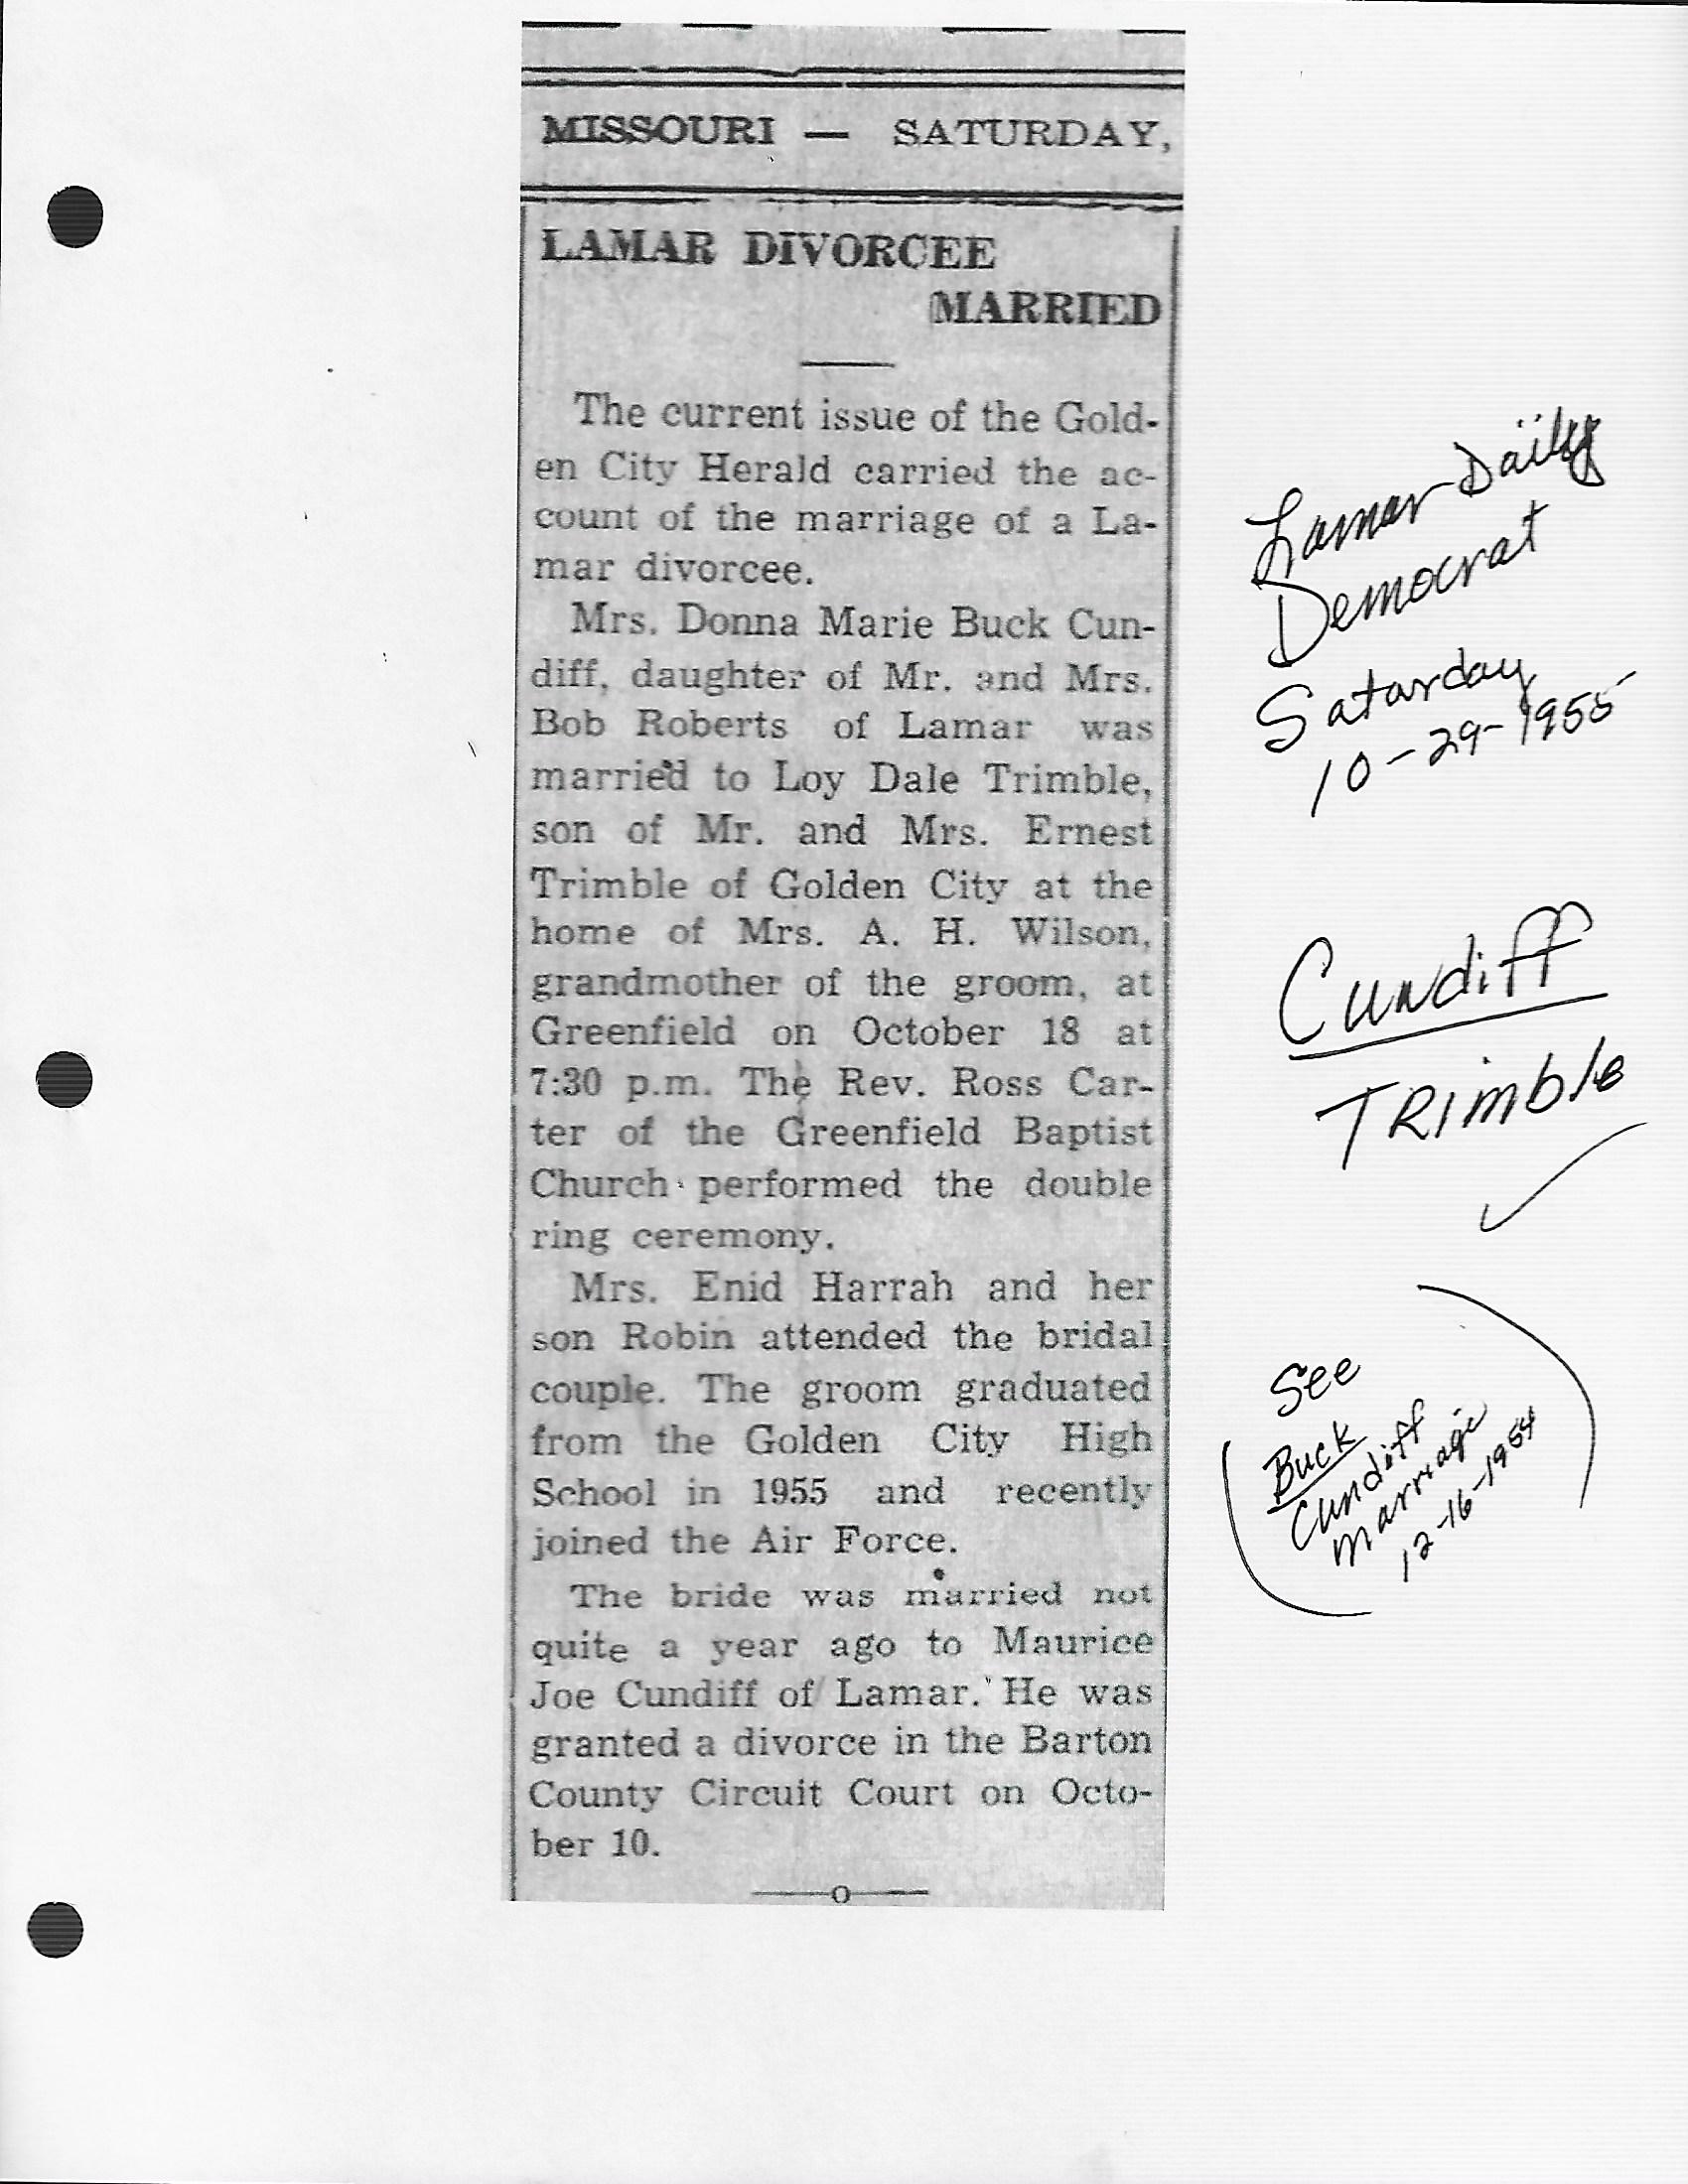 MISSOURI — SATURDAY,
LAMAR DIVORCEE
MARRIED
The current issue of the Gold-
en City Herald carried the ac-
count of the marriage of a La-
mar divorcee.
Mrs. Donna Marie Buck Cun-
diff, daughter of Mr. and Mrs.
Bob Roberts of Lamar was
married to Loy Dale Trimble,
son of Mr. and Mrs. Ernest
Trimble of Golden City at the
home of Mrs. A. H. Wilson,
grandmother of the groom, at
Greenfield on October 18 at
7:30 p.m. The Rev. Ross Car-
ter of the Greenfield Baptist
Church performed the double
ring ceremony.
Mrs. Enid Harrah and her
son Robin attended the bridal
couple. The groom graduated
from the Golden City High
School in 1955 and recently
joined the Air Force.
The bride was married not
quite a year ago to Maurice
Joe Cundiff of Lamar. He was
granted a divorce in the Barton
County Circuit Court on Octo-
ber 10.
Lamar Daily
Democrat
Saturday
10-29-1955
Cundiff
TRimble
See
Buck
Cundiff
Marriage
12-16-1954